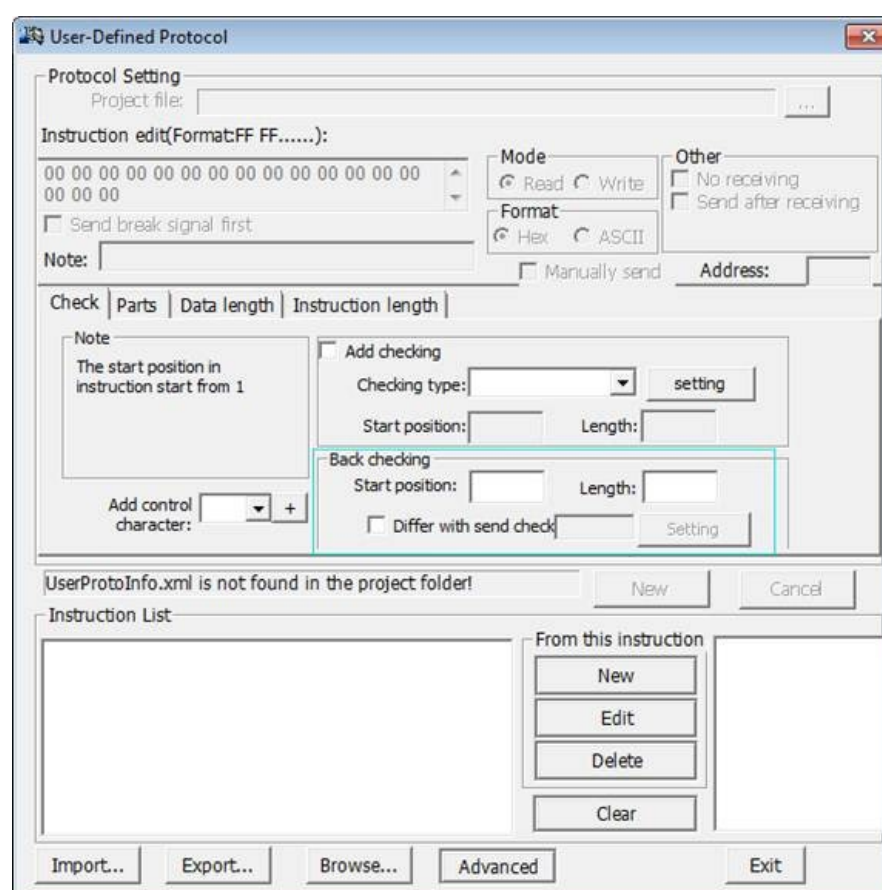 User-Defined Protocol
Protocol Setting
Project file:
...
Instruction edit(Format:FF FF......):
00 00 00 00 00 00 00 00 00 00 00 00 00 00
00 00 00
Send break signal first
Note:
Mode
Read
Write
Format
Hex
ASCII
Other
No receiving
Send after receiving
Manually send
Address:
Check
Parts
Data length
Instruction length
Note
The start position in
instruction start from 1
Add control
character:
+
Add checking
Checking type:
setting
Start position:
Length:
Back checking
Start position:
Length:
Differ with send check
Setting
UserProtoInfo.xml is not found in the project folder!
New
Cancel
Instruction List
From this instruction
New
Edit
Delete
Clear
Import...
Export...
Browse...
Advanced
Exit